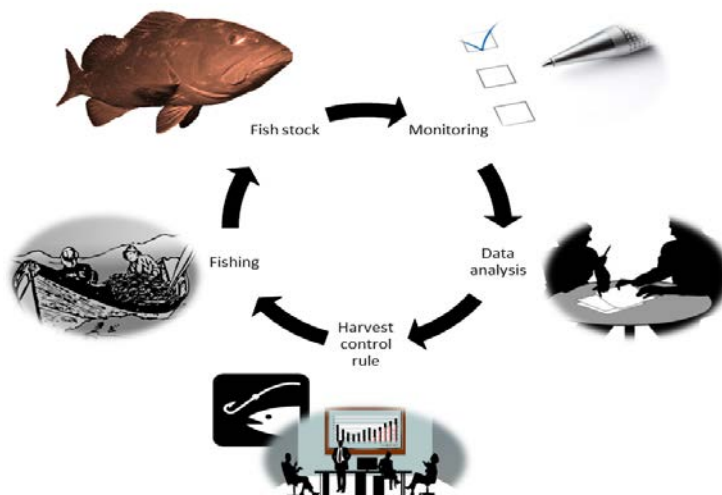 Fish stock
Monitoring
Data
analysis
Harvest
control
rule
Fishing